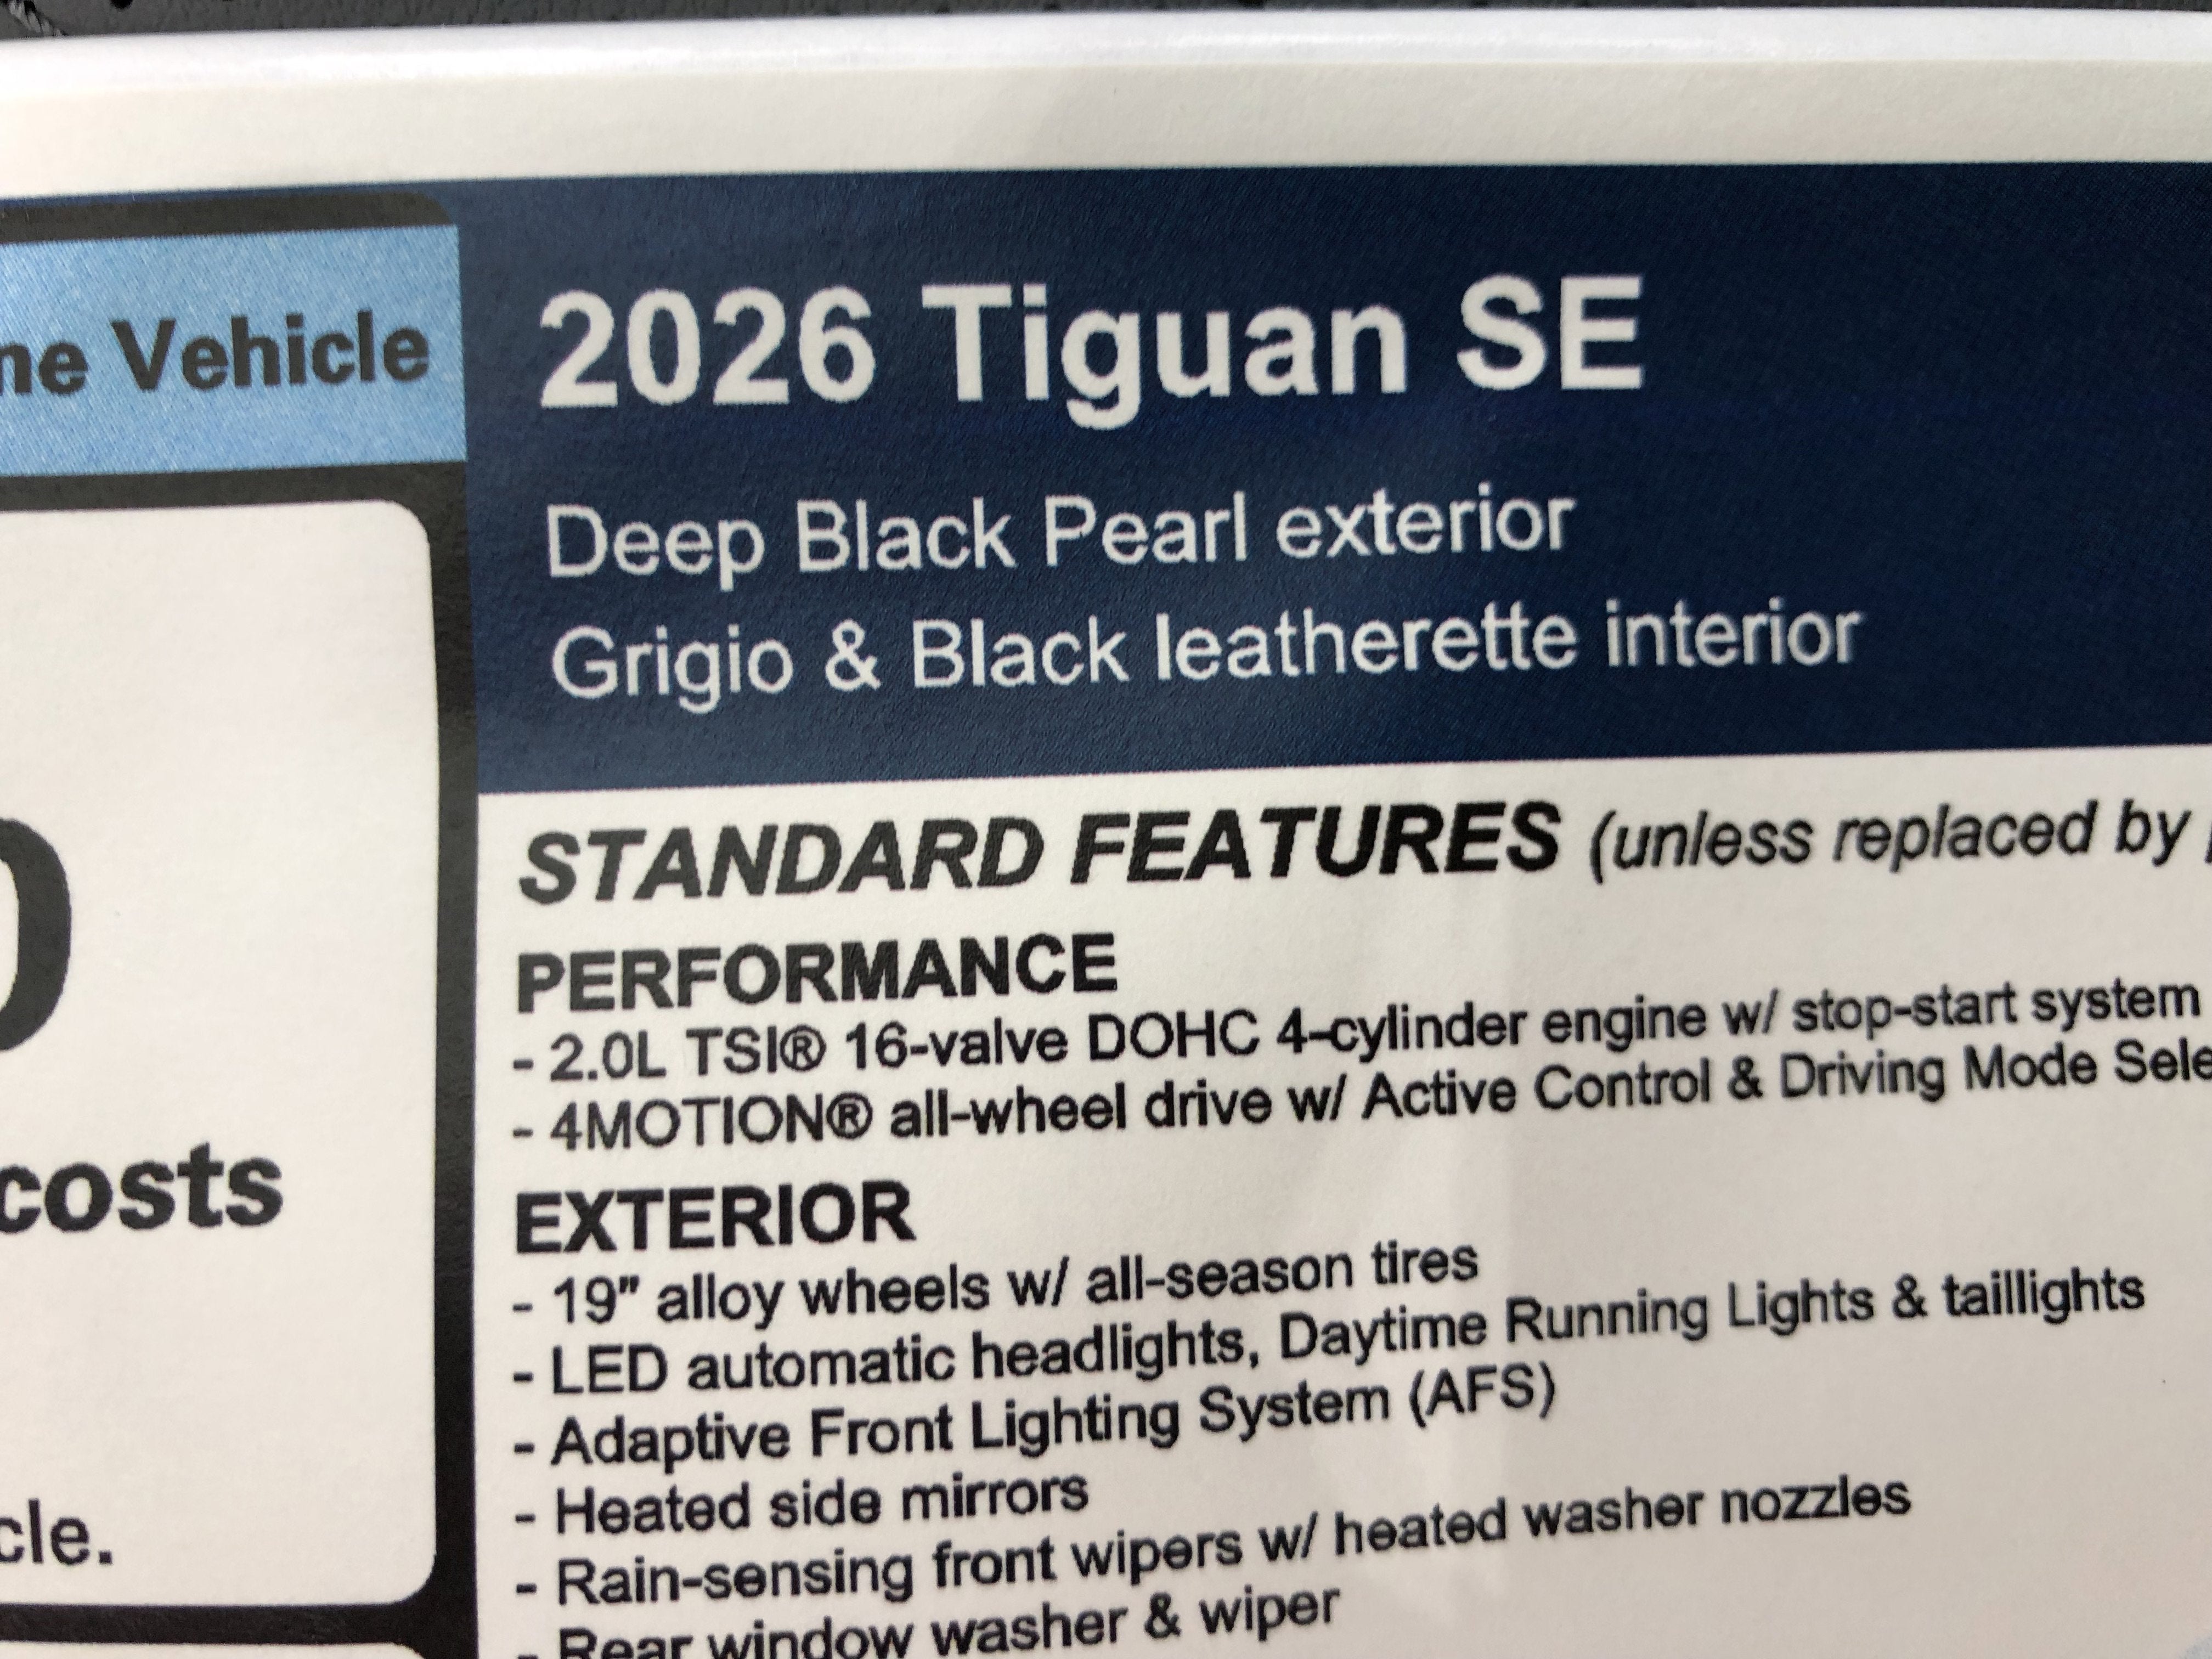 Vehicle
2026 Tiguan SE
Deep Black Pearl exterior
Grigio & Black leatherette interior
STANDARD FEATURES (unless replaced by
PERFORMANCE
- 2.0L TSI® 16-valve DOHC 4-cylinder engine w/ stop-start system
- 4MOTION® all-wheel drive w/ Active Control & Driving Mode Sele
EXTERIOR
- 19" alloy wheels w/ all-season tires
- LED automatic headlights, Daytime Running Lights & taillights
- Adaptive Front Lighting System (AFS)
- Heated side mirrors
- Rain-sensing front wipers w/ heated washer nozzles
- Rear window washer & wiper
costs
cle.